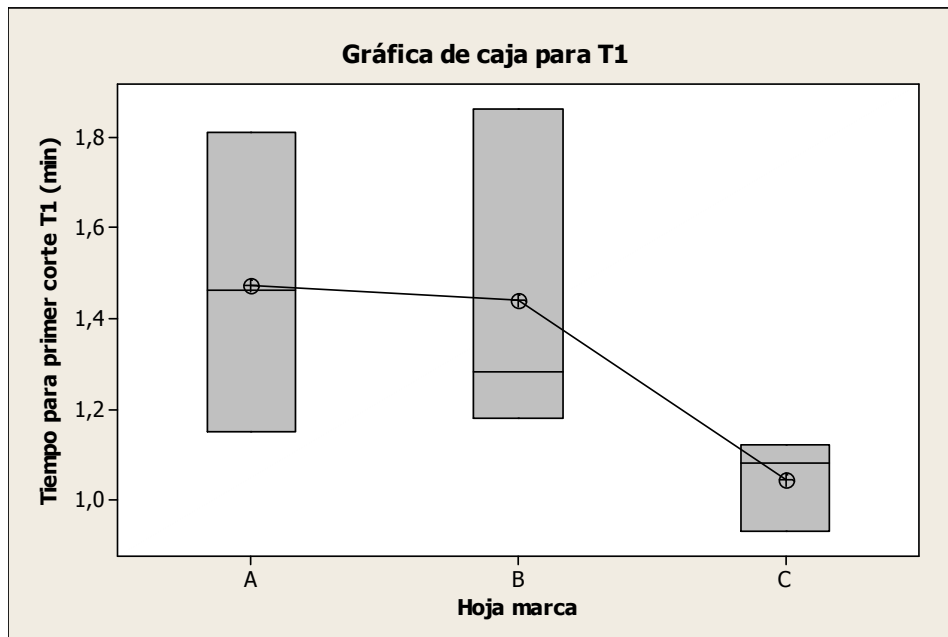 Gráfica de caja para T1
Tiempo para primer corte T1 (min)
1,8
1,6
1,4
1,2
1,0
A
B
C
Hoja marca